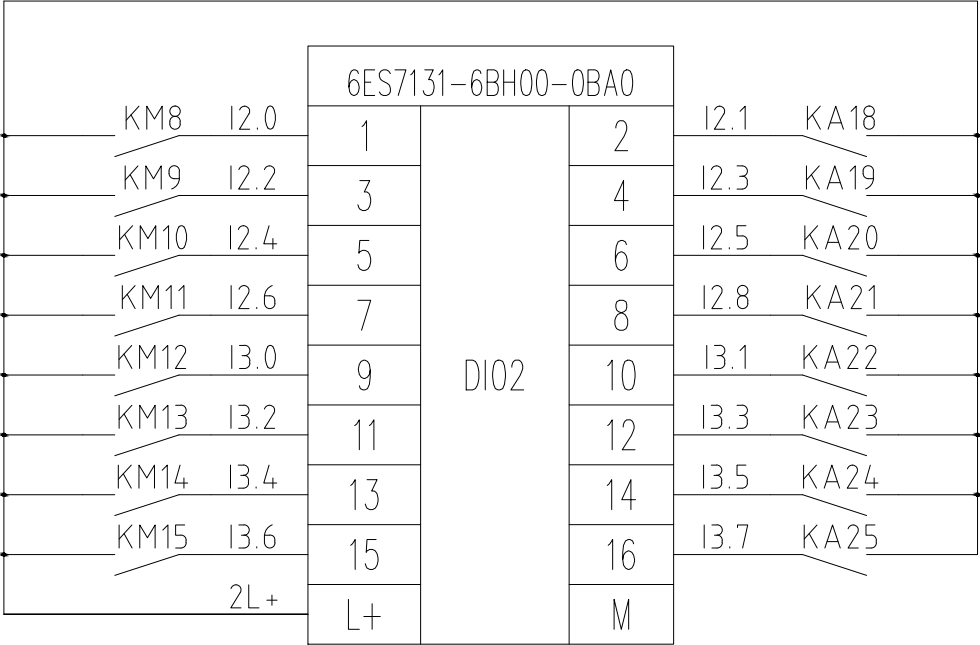 6ES7131-6BH00-0BA0
KM8 I2.0 1 2 I2.1 KA18
KM9 I2.2 3 4 I2.3 KA19
KM10 I2.4 5 6 I2.5 KA20
KM11 I2.6 7 8 I2.8 KA21
KM12 I3.0 9 DI02 10 I3.1 KA22
KM13 I3.2 11 12 I3.3 KA23
KM14 I3.4 13 14 I3.5 KA24
KM15 I3.6 15 16 I3.7 KA25
2L+ L+ M